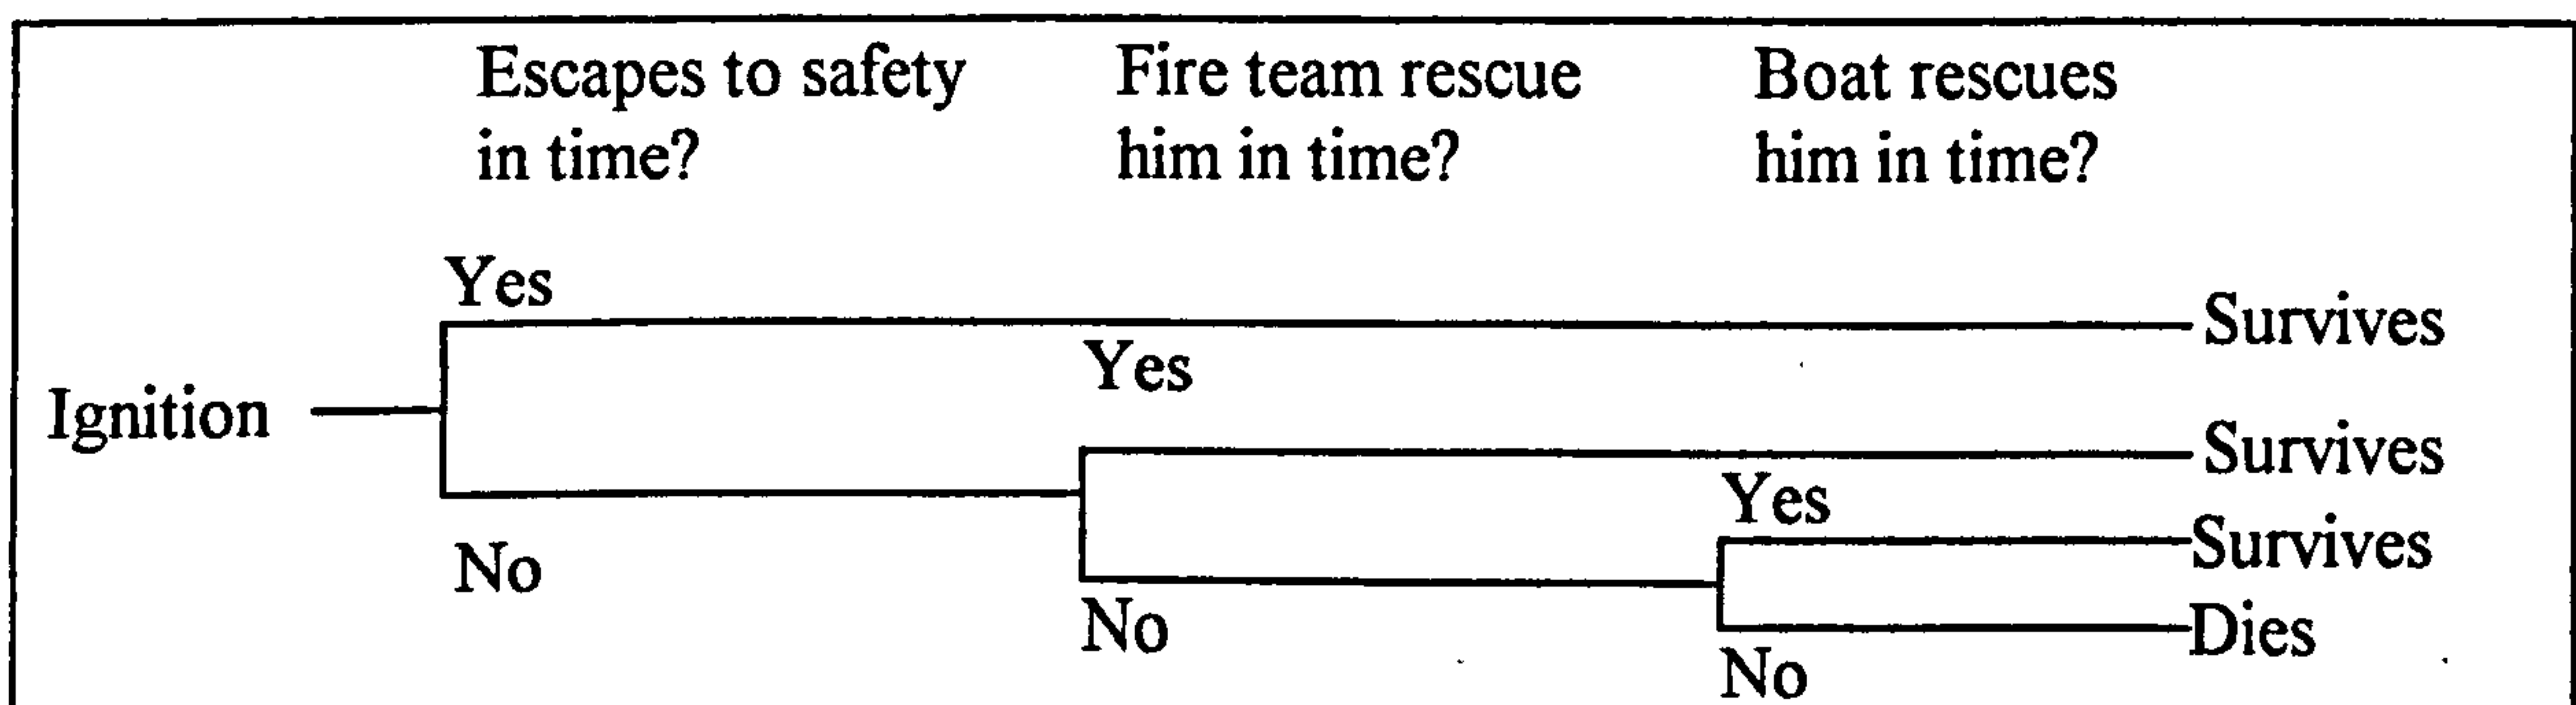 Escapes to safety
in time?
Fire team rescue
him in time?
Boat rescues
him in time?
Yes
Survives
Yes
Ignition
Survives
Yes
Survives
No
No
Dies
No